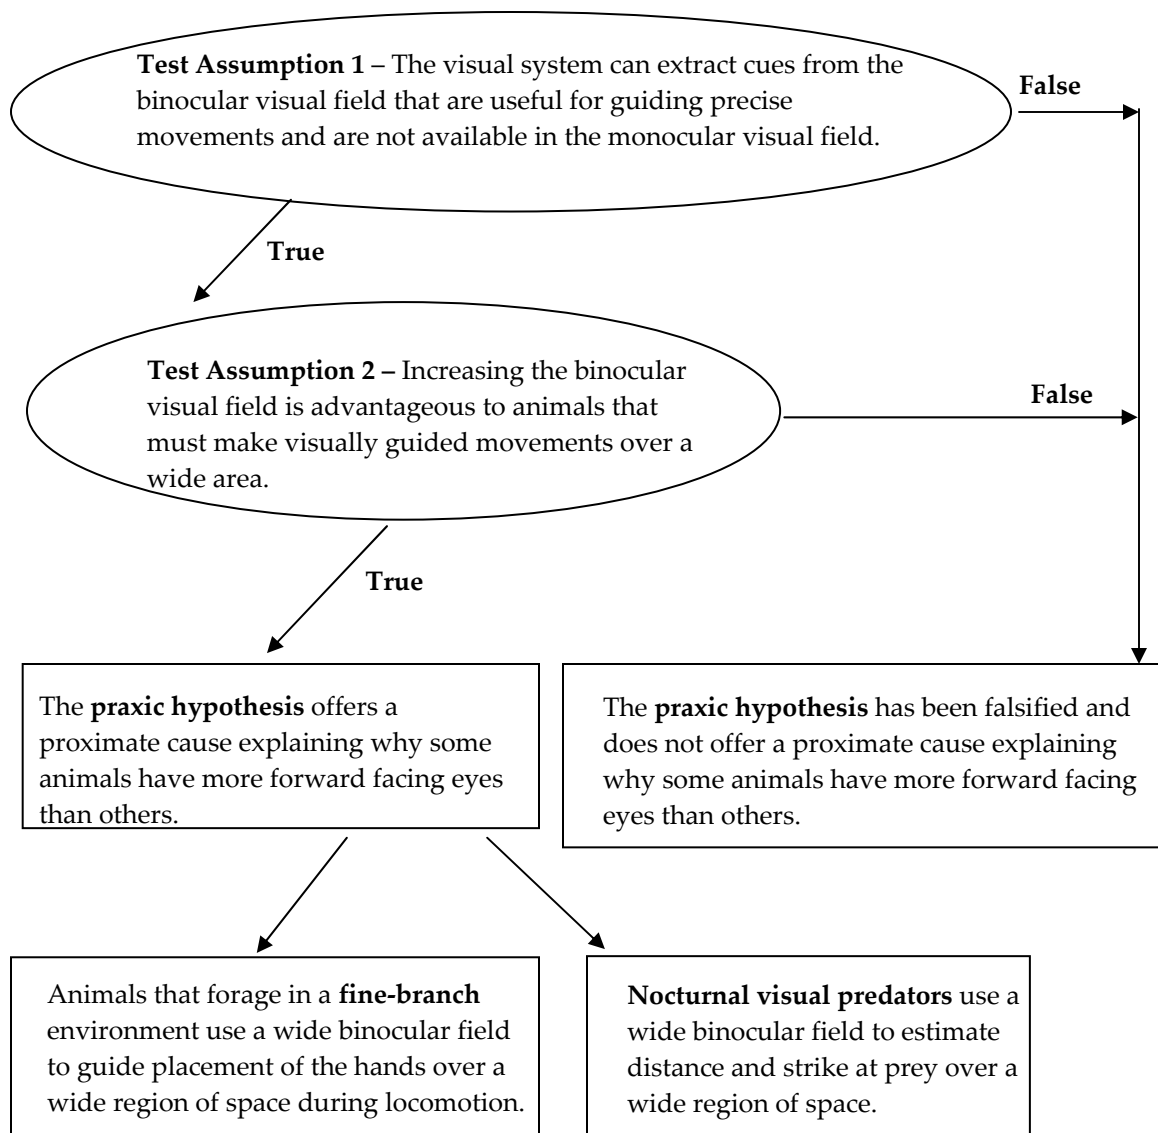 Test Assumption 1 – The visual system can extract cues from the
binocular visual field that are useful for guiding precise
movements and are not available in the monocular visual field.
False
True
Test Assumption 2 – Increasing the binocular
visual field is advantageous to animals that
must make visually guided movements over a
wide area.
False
True
The praxic hypothesis offers a
proximate cause explaining why some
animals have more forward facing eyes
than others.
The praxic hypothesis has been falsified and
does not offer a proximate cause explaining
why some animals have more forward facing
eyes than others.
Animals that forage in a fine-branch
environment use a wide binocular field
to guide placement of the hands over a
wide region of space during locomotion.
Nocturnal visual predators use a
wide binocular field to estimate
distance and strike at prey over a
wide region of space.